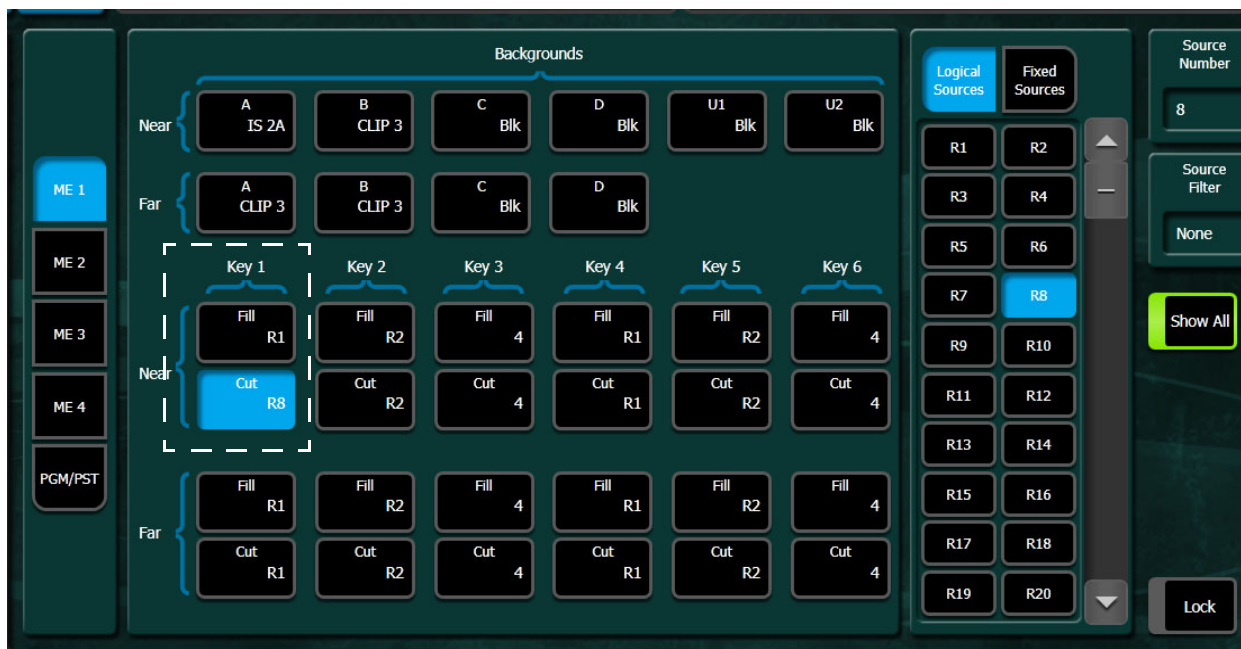 Backgrounds
Near
A
IS 2A
B
CLIP 3
C
Blk
D
Blk
U1
Blk
U2
Blk
Far
A
CLIP 3
B
CLIP 3
C
Blk
D
Blk
ME 1
ME 2
ME 3
ME 4
PGM/PST
Key 1
Key 2
Key 3
Key 4
Key 5
Key 6
Near
Fill
R1
Fill
R2
Fill
4
Fill
R1
Fill
R2
Fill
4
Cut
R8
Cut
R2
Cut
4
Cut
R1
Cut
R2
Cut
4
Far
Fill
R1
Fill
R2
Fill
4
Fill
R1
Fill
R2
Fill
4
Cut
R1
Cut
R2
Cut
4
Cut
R1
Cut
R2
Cut
4
Logical
Sources
Fixed
Sources
R1
R2
R3
R4
R5
R6
R7
R8
R9
R10
R11
R12
R13
R14
R15
R16
R17
R18
R19
R20
Source
Number
8
Source
Filter
None
Show All
Lock